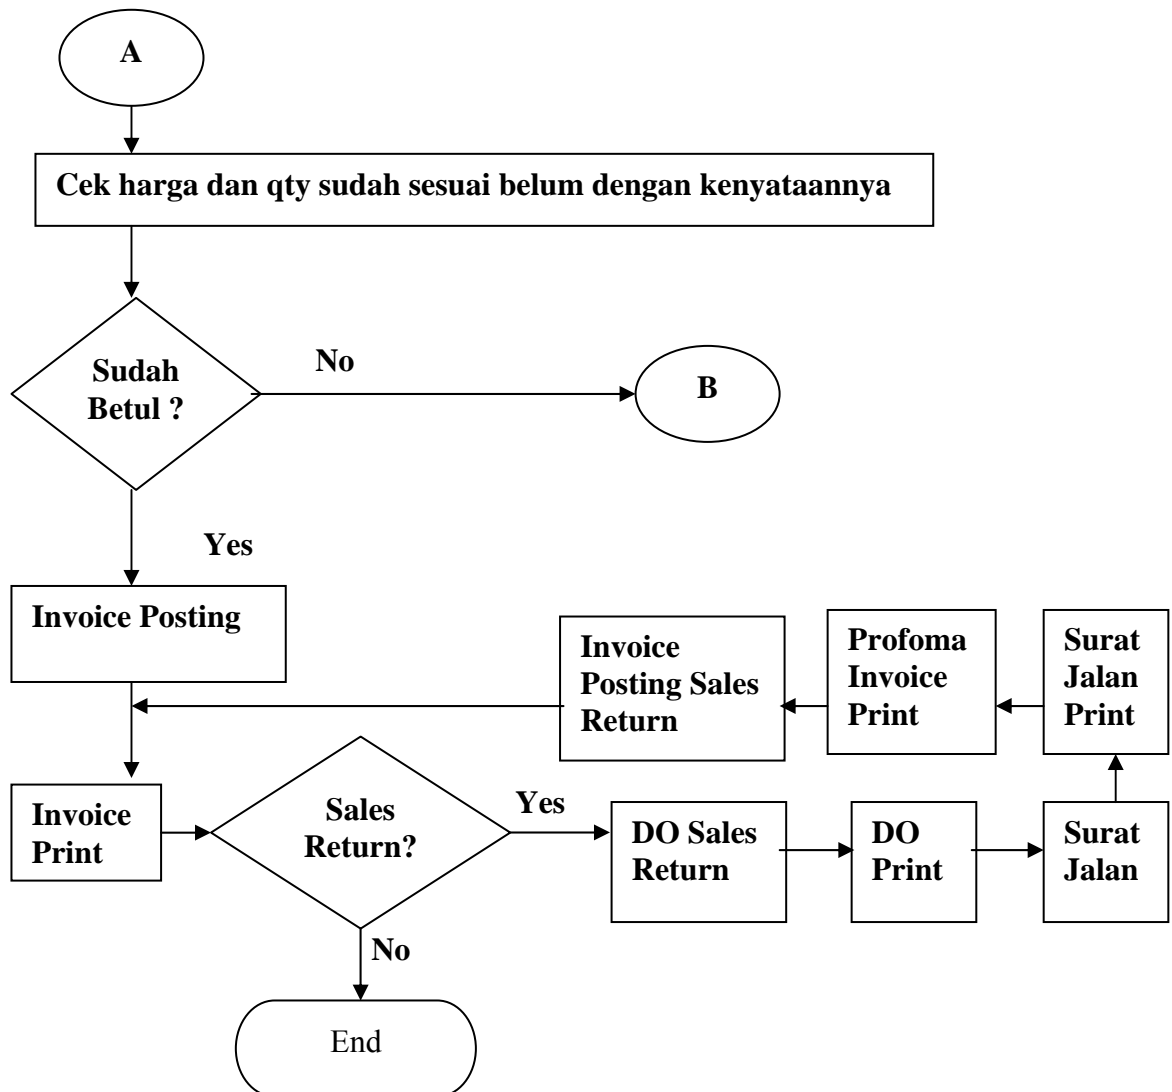 A
Cek harga dan qty sudah sesuai belum dengan kenyataannya
Sudah
Betul ?
No
B
Yes
Invoice Posting
Invoice
Posting Sales
Return
Profoma
Invoice
Print
Surat
Jalan
Print
Invoice
Print
Sales
Return?
Yes
DO Sales
Return
DO
Print
Surat
Jalan
No
End